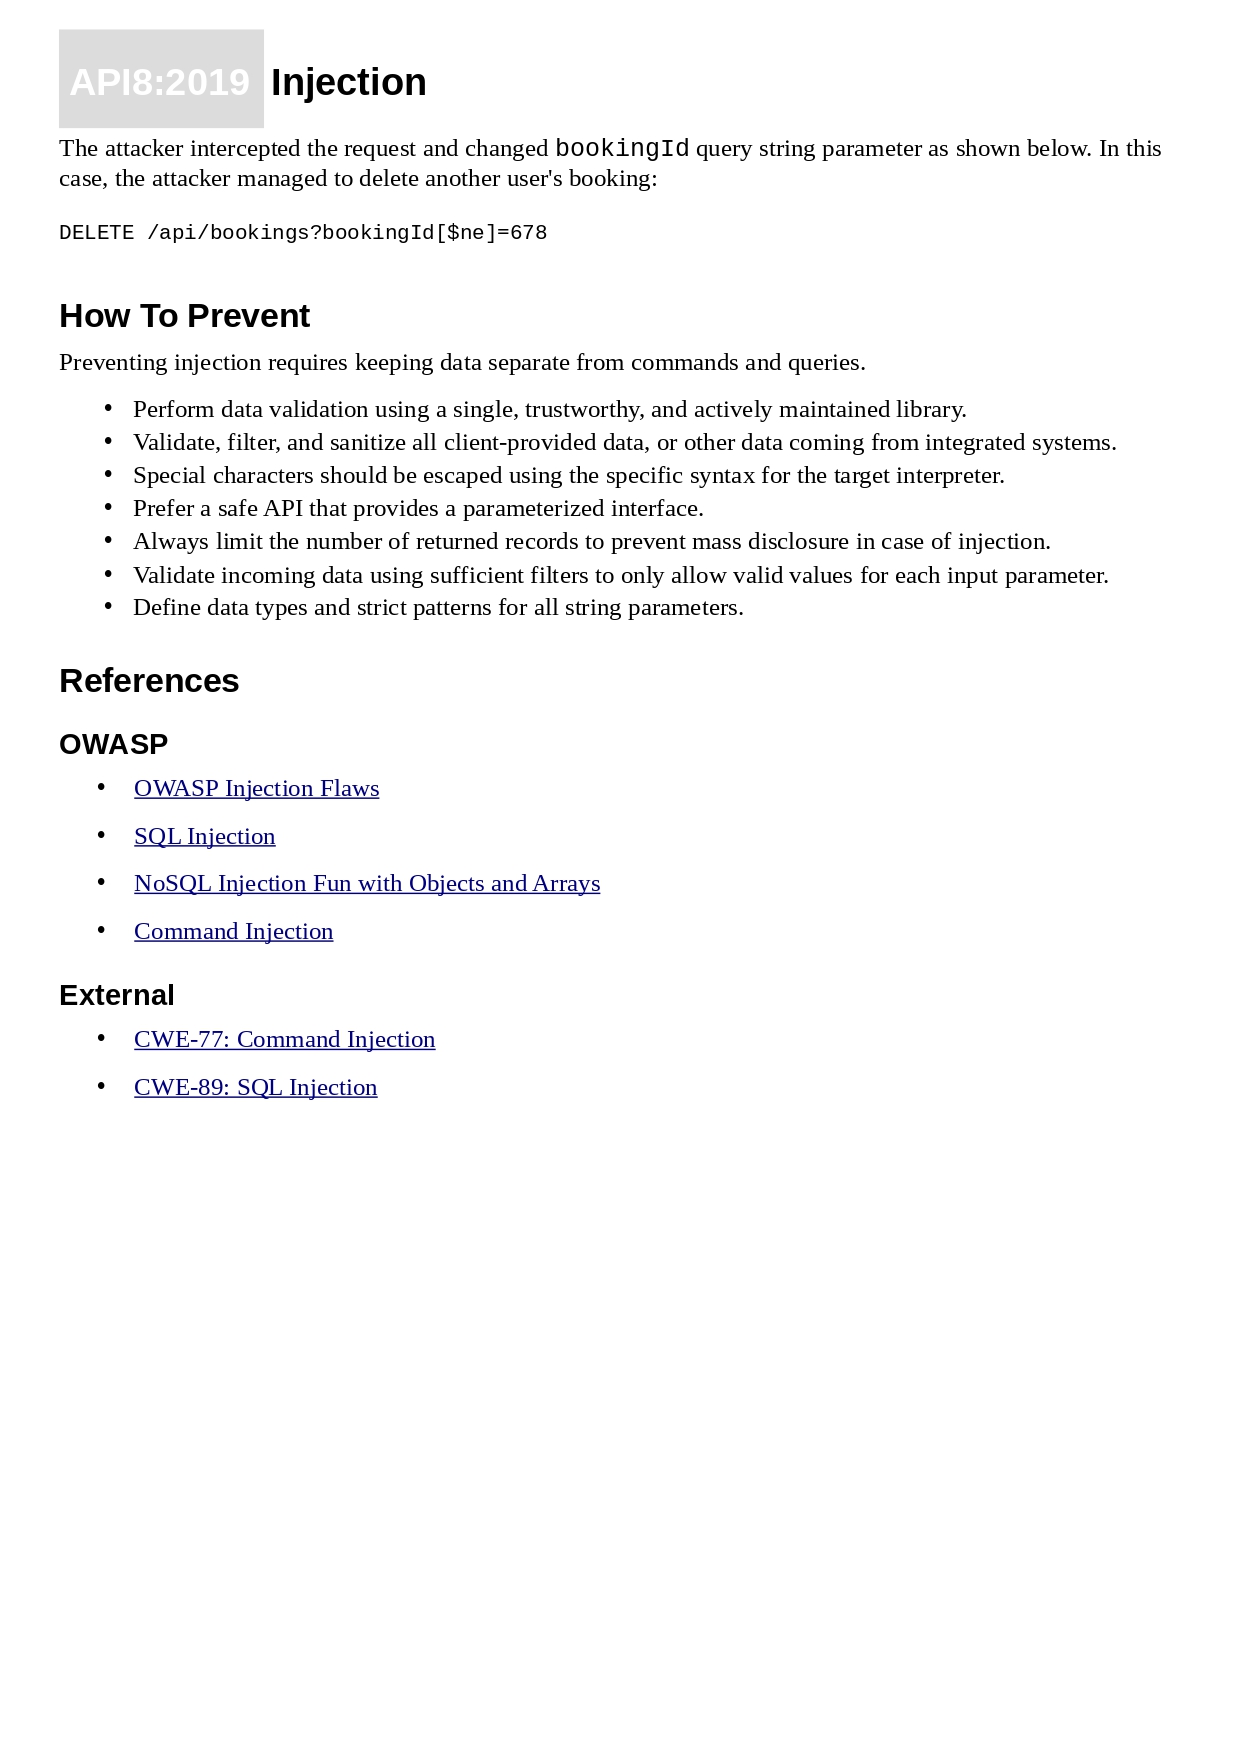 API8:2019 Injection
The attacker intercepted the request and changed bookingId query string parameter as shown below. In this
case, the attacker managed to delete another user's booking:
DELETE /api/bookings?bookingId[$ne]=678
How To Prevent
Preventing injection requires keeping data separate from commands and queries.
• Perform data validation using a single, trustworthy, and actively maintained library.
• Validate, filter, and sanitize all client-provided data, or other data coming from integrated systems.
• Special characters should be escaped using the specific syntax for the target interpreter.
• Prefer a safe API that provides a parameterized interface.
• Always limit the number of returned records to prevent mass disclosure in case of injection.
• Validate incoming data using sufficient filters to only allow valid values for each input parameter.
• Define data types and strict patterns for all string parameters.
References
OWASP
• OWASP Injection Flaws
• SQL Injection
• NoSQL Injection Fun with Objects and Arrays
• Command Injection
External
• CWE-77: Command Injection
• CWE-89: SQL Injection